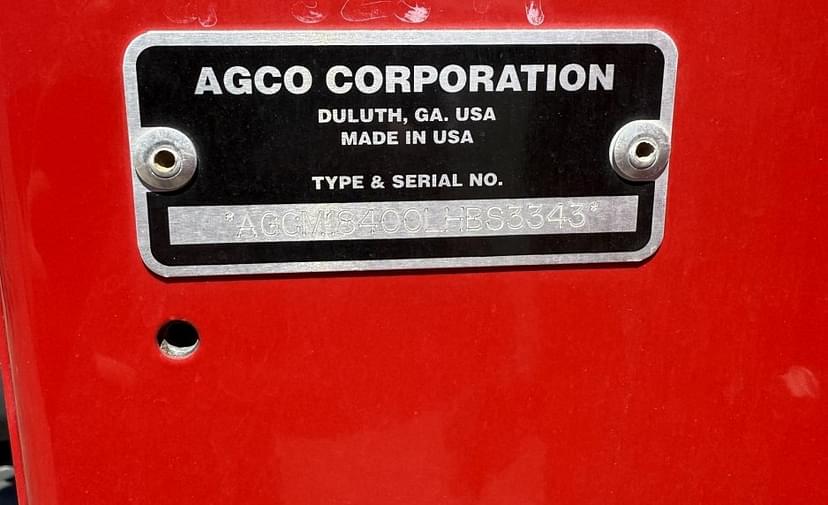 AGCO CORPORATION
DULUTH, GA. USA
MADE IN USA
TYPE & SERIAL NO.
*AGCM18400LHBS3343*